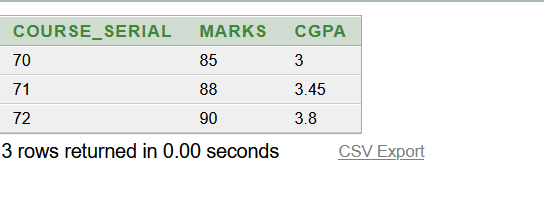 COURSE_SERIAL MARKS CGPA
70 85 3
71 88 3.45
72 90 3.8
3 rows returned in 0.00 seconds CSV Export